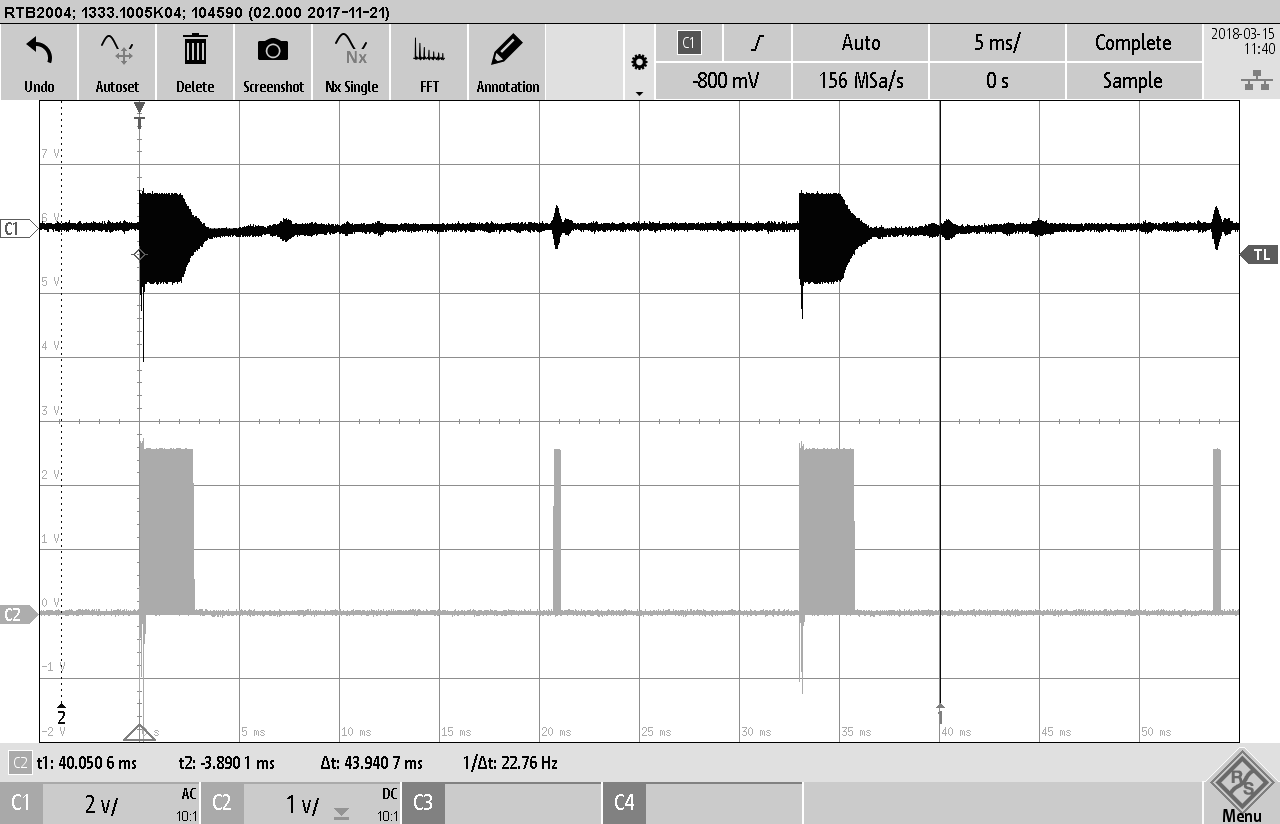 RTB2004; 1333.1005K04; 104590 (02.000 2017-11-21)
Undo
Autoset
Delete
Screenshot
Nx
Nx Single
FFT
Annotation
C1
Auto
5 ms/
Complete
2018-03-15
11:40
-800 mV
156 MSa/s
0 s
Sample
T
7 V
C1
6 V
TL
5 V
4 V
3 V
2 V
1 V
0 V
C2
-1 V
2
1
-2 V
s
5 ms
10 ms
15 ms
20 ms
25 ms
30 ms
35 ms
40 ms
45 ms
50 ms
C2 t1: 40.050 6 ms t2: -3.890 1 ms Δt: 43.940 7 ms 1/Δt: 22.76 Hz
C1 2 V/ AC 10:1 C2 1 V/ DC 10:1 C3 C4
R S
Menu